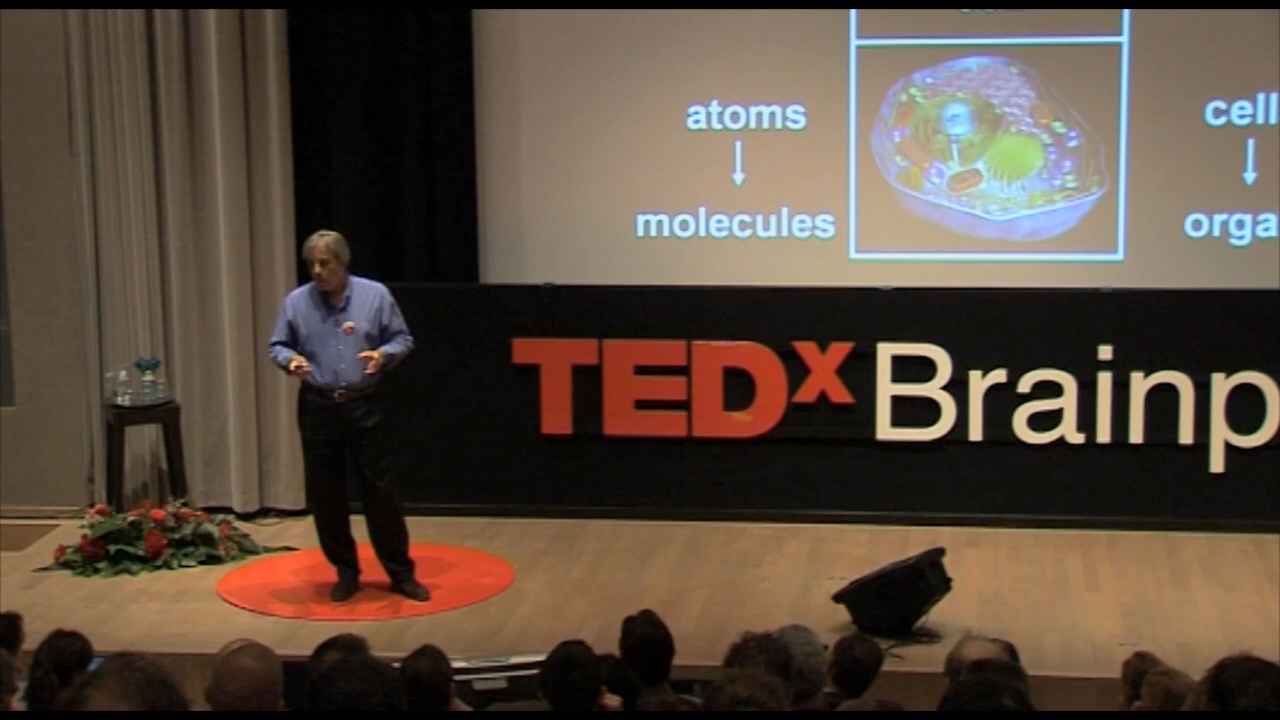 atoms
molecules
cell
orga
TEDx Brainp